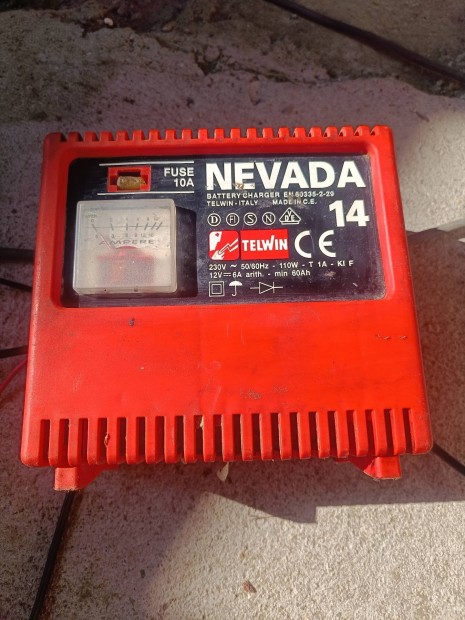 FUSE
10A
NEVADA
BATTERY CHARGER EN 60335-2-29
TELWIN - ITALY MADE IN C.E.
14
D FI S N
AMPERE
TELWIN CE
230V ~ 50/60Hz - 110W - T 1A - KI F
12V 6A arith. - min 60Ah